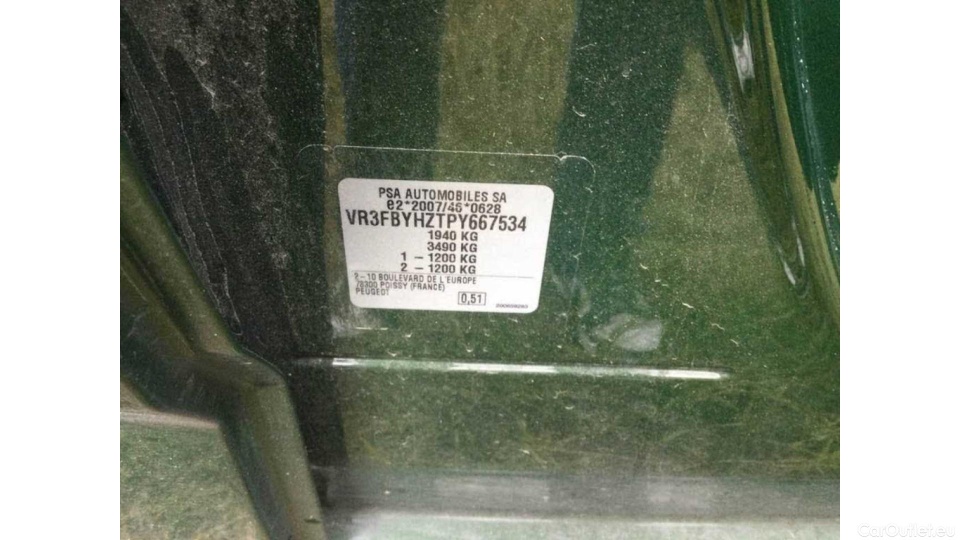 PSA AUTOMOBILES SA
e2*2007/46*0628
VR3FBYHZTPY667534
1940 KG
3490 KG
1 - 1200 KG
2 - 1200 KG
2-10 BOULEVARD DE L'EUROPE
78300 POISSY (FRANCE)
PEUGEOT
0,51
CarOutlet.eu